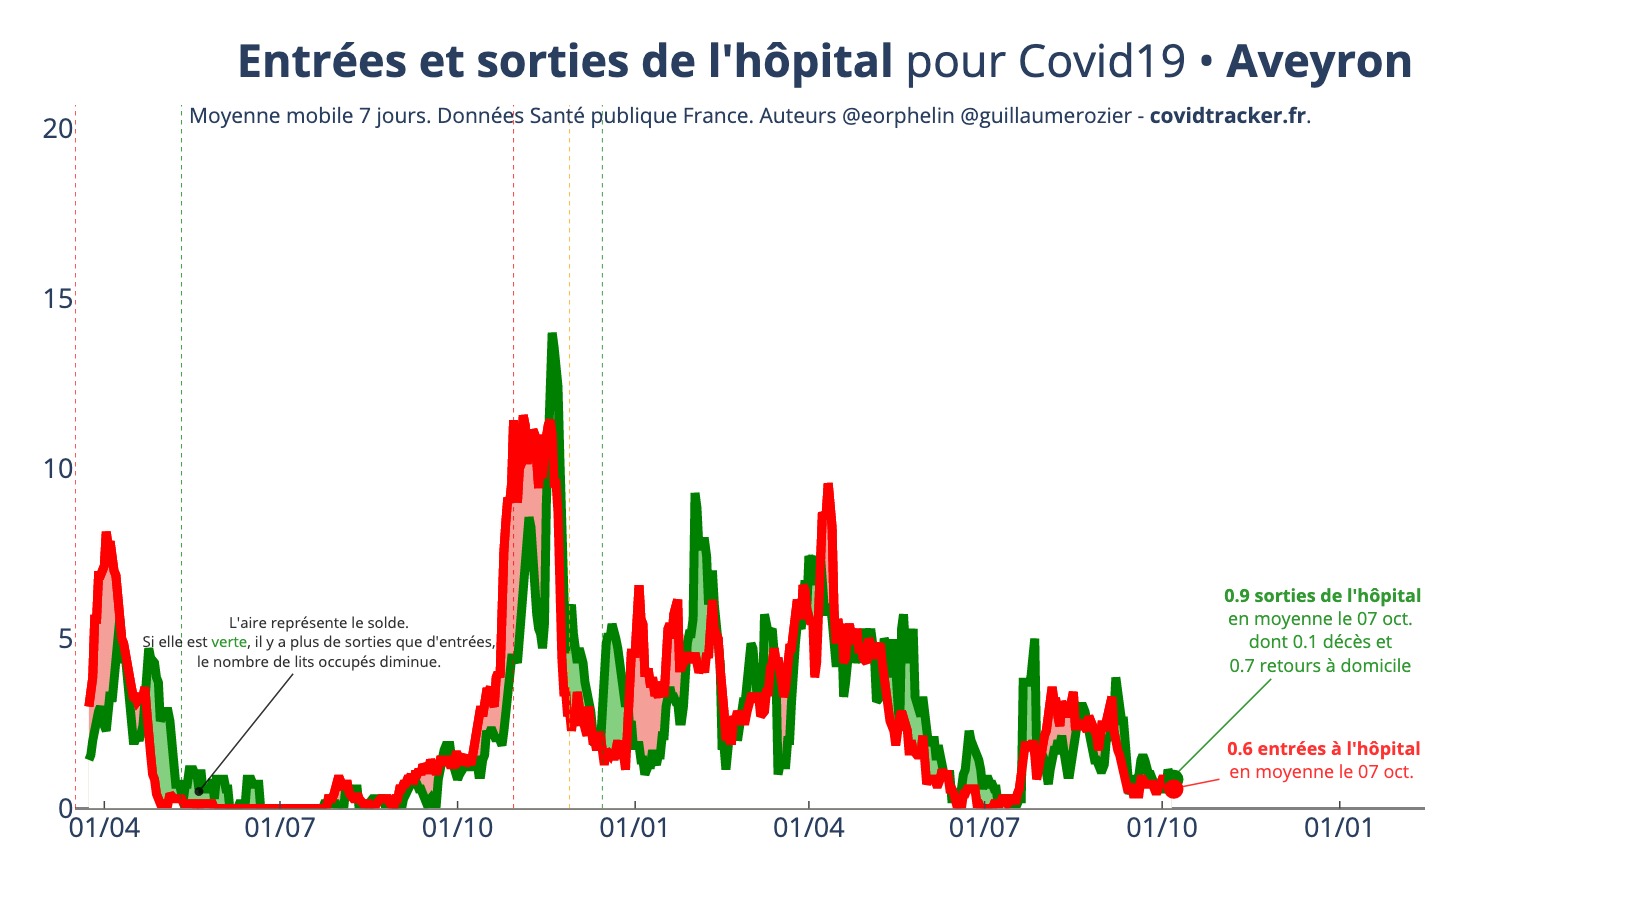 Entrées et sorties de l'hôpital pour Covid19 • Aveyron
Moyenne mobile 7 jours. Données Santé publique France. Auteurs @eorphelin @guillaumerozier - covidtracker.fr.
20
15
10
5
0
L'aire représente le solde.
Si elle est verte, il y a plus de sorties que d'entrées,
le nombre de lits occupés diminue.
0.9 sorties de l'hôpital
en moyenne le 07 oct.
dont 0.1 décès et
0.7 retours à domicile
0.6 entrées à l'hôpital
en moyenne le 07 oct.
01/04 01/07 01/10 01/01 01/04 01/07 01/10 01/01